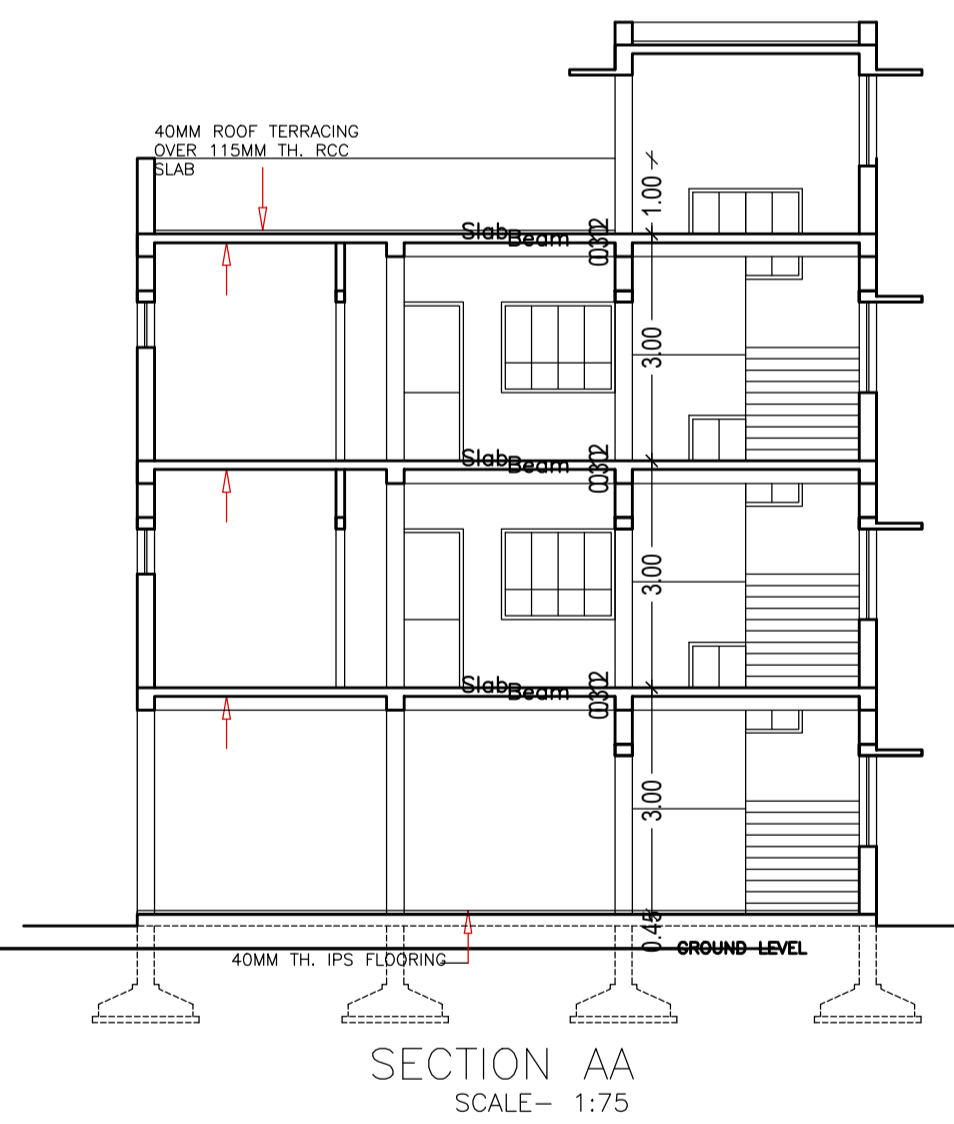 40MM ROOF TERRACING
OVER 115MM TH. RCC
SLAB
1.00
Slab
Beam
3.00
Slab
Beam
3.00
Slab
Beam
3.00
0.45
GROUND LEVEL
40MM TH. IPS FLOORING
SECTION AA
SCALE- 1:75